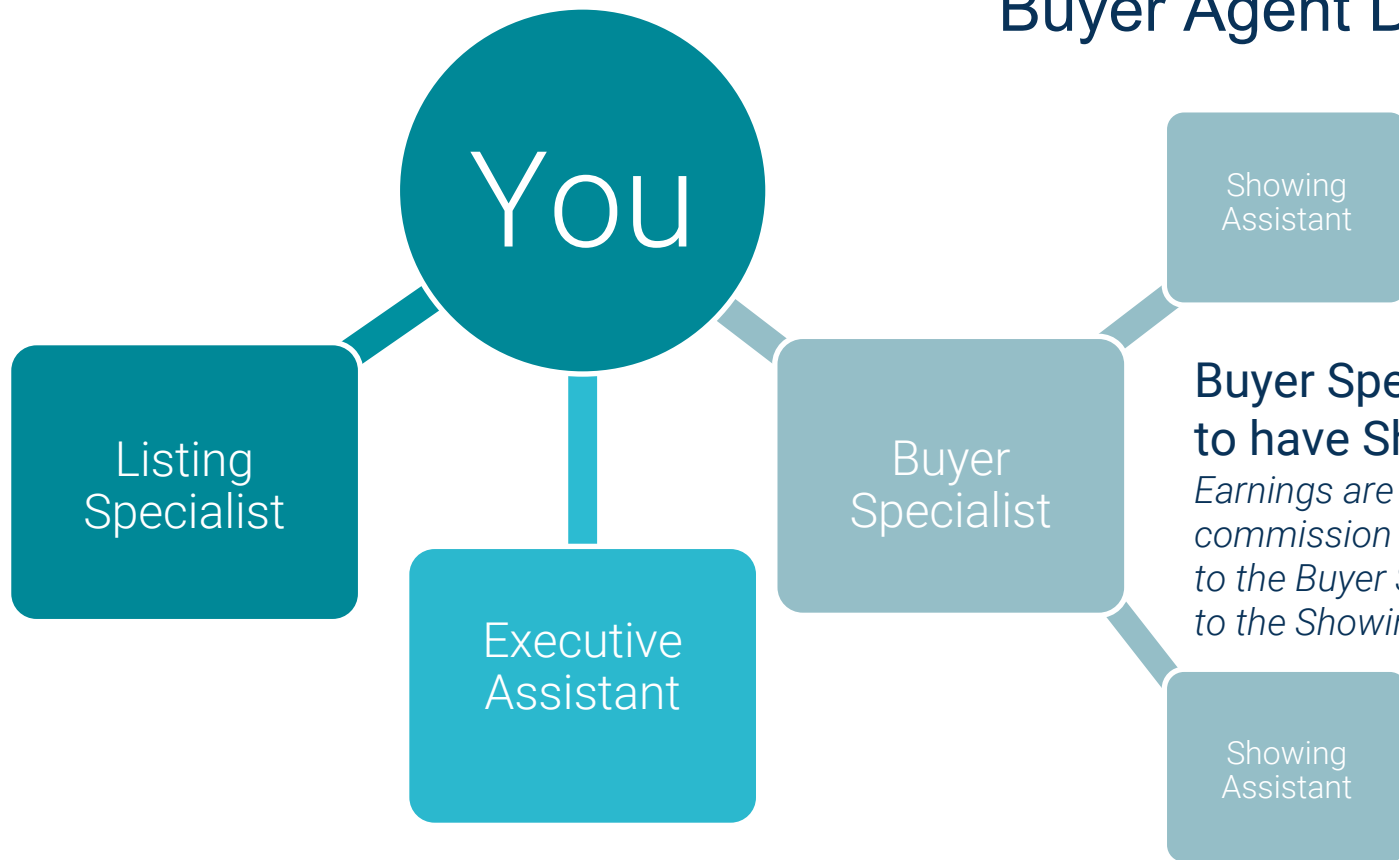 Buyer Agent D
You
Showing
Assistant
Listing
Specialist
Buyer
Specialist
Executive
Assistant
Buyer Spe
to have Sh
Earnings are
commission
to the Buyer S
to the Showin
Showing
Assistant